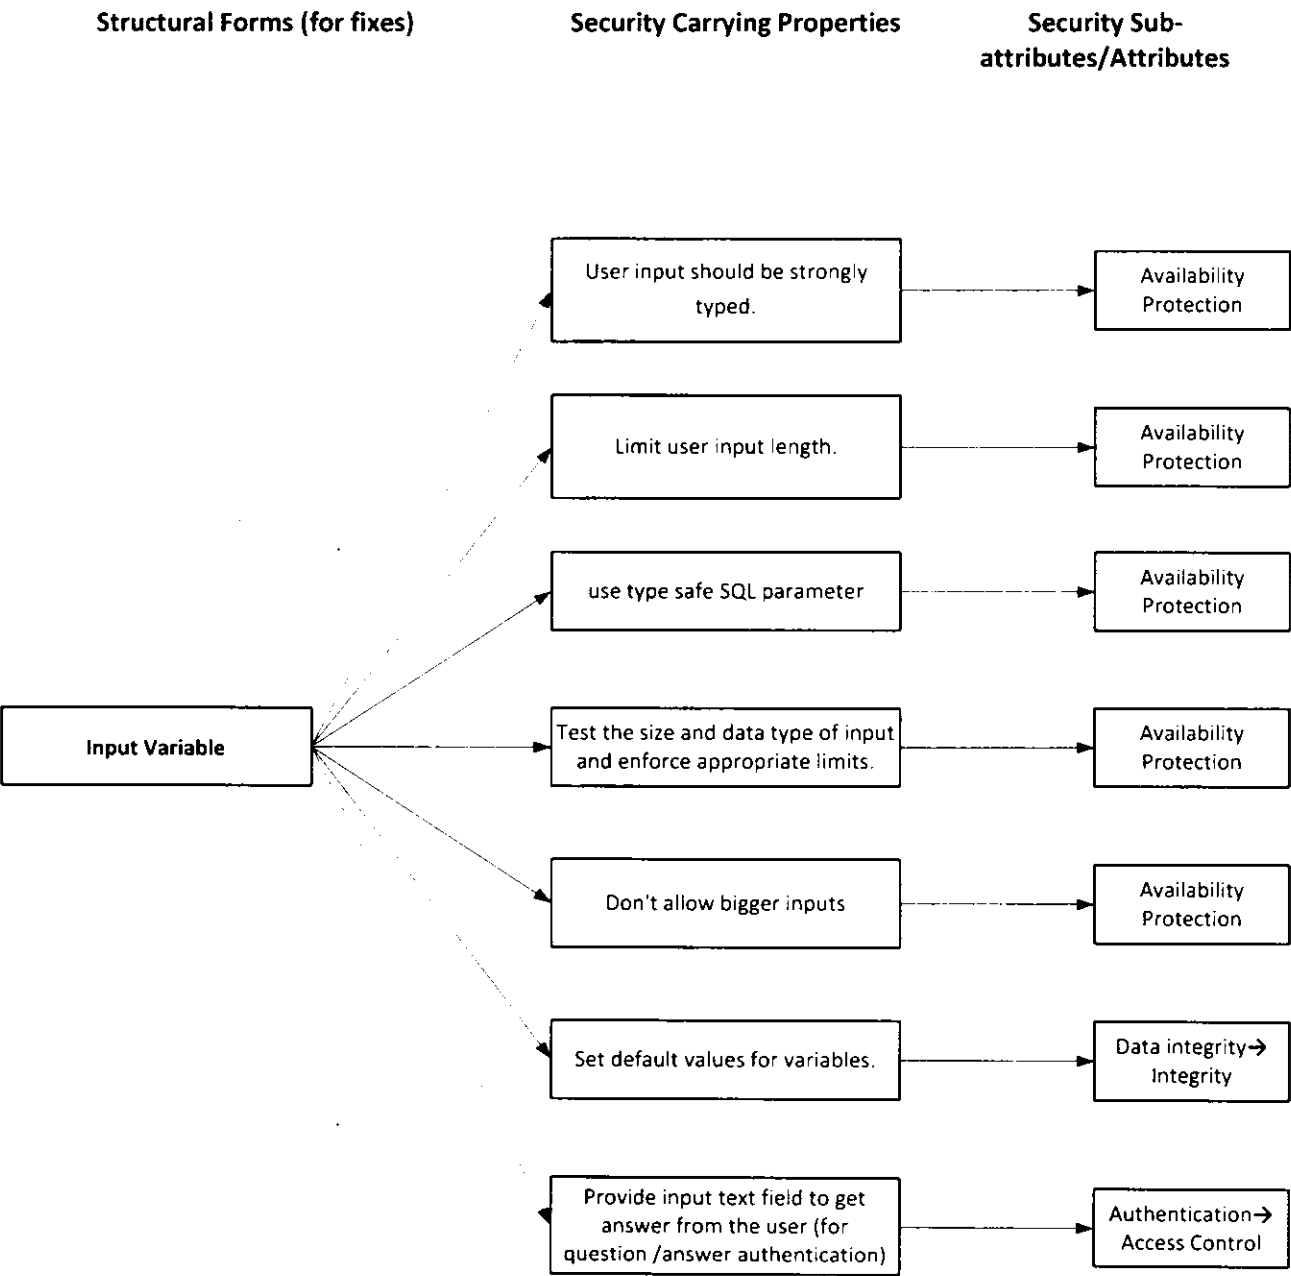 Structural Forms (for fixes)
Security Carrying Properties
Security Sub-
attributes/Attributes
User input should be strongly
typed.
Availability
Protection
Limit user input length.
Availability
Protection
use type safe SQL parameter
Availability
Protection
Input Variable
Test the size and data type of input
and enforce appropriate limits.
Availability
Protection
Don't allow bigger inputs
Availability
Protection
Set default values for variables.
Data integrity→
Integrity
Provide input text field to get
answer from the user (for
question /answer authentication)
Authentication→
Access Control